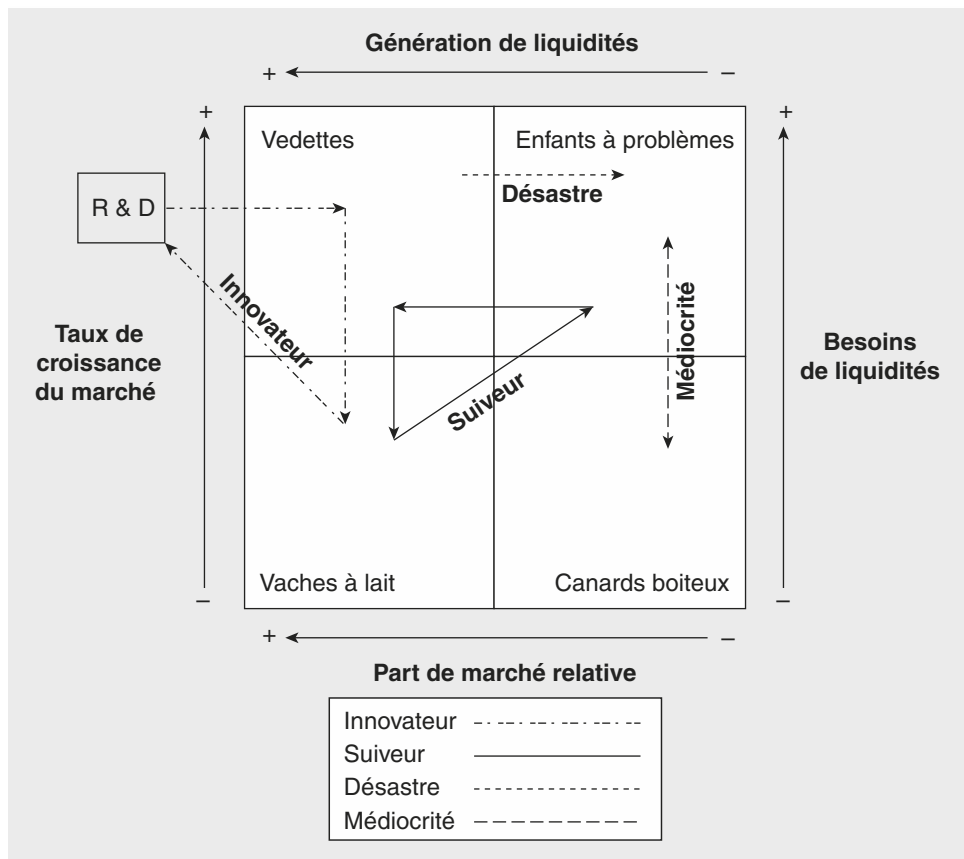 Génération de liquidités
+ –
+ +
Vedettes Enfants à problèmes
Désastre
R & D
Innovateur
Médiocrité
Taux de
croissance
du marché
Besoins
de liquidités
Suiveur
Vaches à lait Canards boiteux
– –
+ –
Part de marché relative
Innovateur
Suiveur
Désastre
Médiocrité